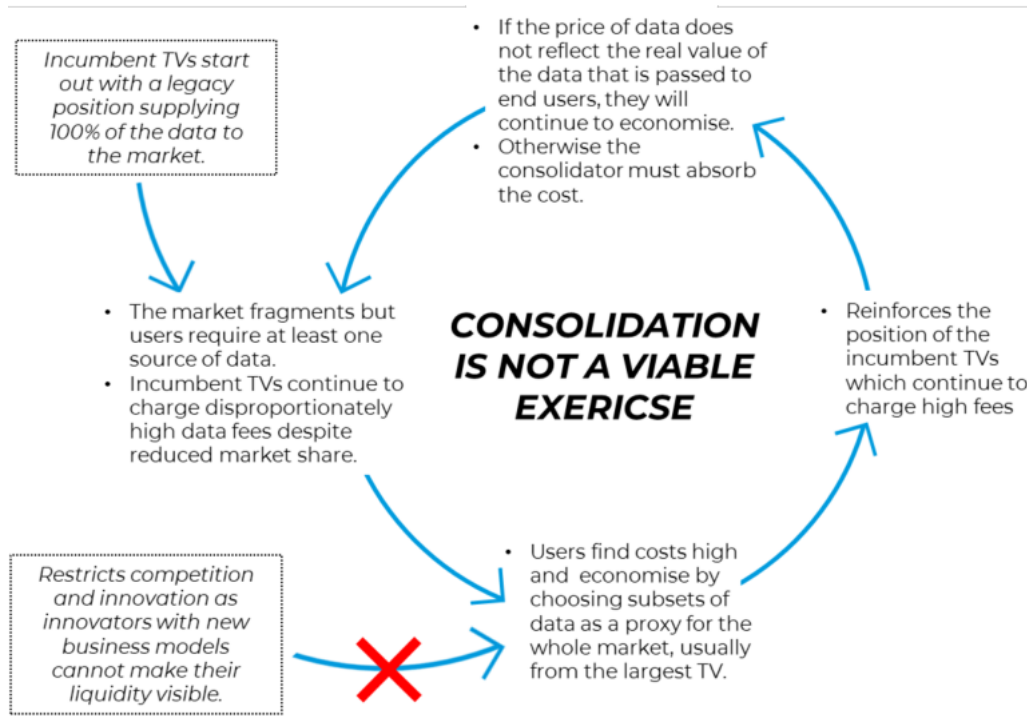 Incumbent TVs start
out with a legacy
position supplying
100% of the data to
the market.
• If the price of data does
not reflect the real value of
the data that is passed to
end users, they will
continue to economise.
• Otherwise the
consolidator must absorb
the cost.
• The market fragments but
users require at least one
source of data.
• Incumbent TVs continue to
charge disproportionately
high data fees despite
reduced market share.
CONSOLIDATION
IS NOT A VIABLE
EXERICSE
• Reinforces the
position of the
incumbent TVs
which continue to
charge high fees
Restricts competition
and innovation as
innovators with new
business models
cannot make their
liquidity visible.
• Users find costs high
and economise by
choosing subsets of
data as a proxy for the
whole market, usually
from the largest TV.